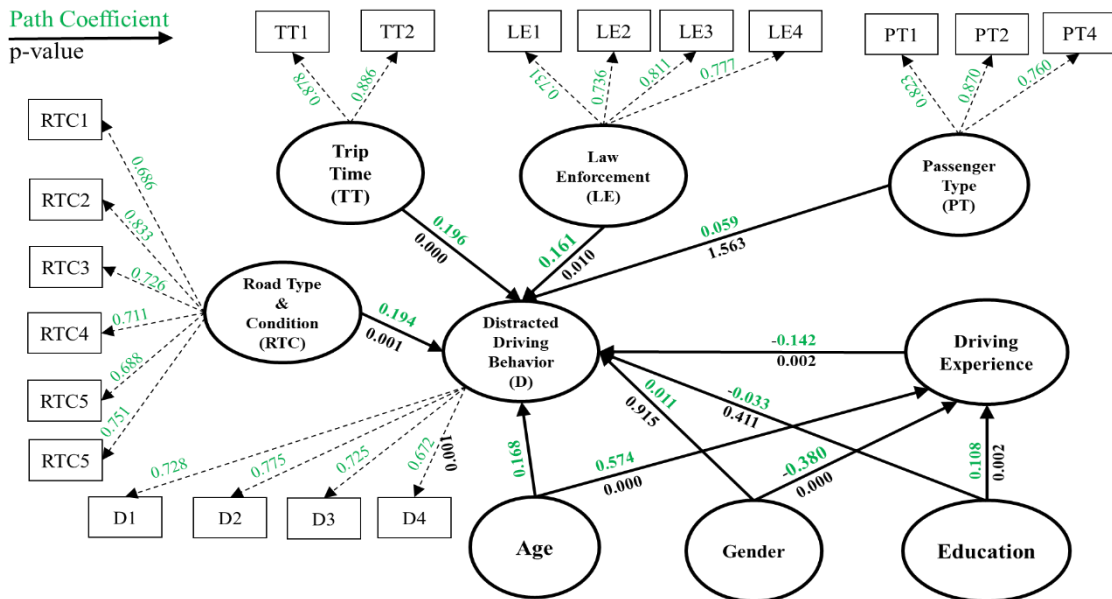 Path Coefficient
p-value
TT1
TT2
LE1
LE2
LE3
LE4
PT1
PT2
PT4
0.878
0.886
0.731
0.736
0.811
0.777
0.823
0.870
0.760
RTC1
RTC2
RTC3
RTC4
RTC5
RTC5
0.686
0.833
0.726
0.711
0.688
0.751
Trip
Time
(TT)
Law
Enforcement
(LE)
Passenger
Type
(PT)
0.196
0.000
0.161
0.010
0.059
1.563
Road Type
&
Condition
(RTC)
0.194
0.001
Distracted
Driving
Behavior
(D)
Driving
Experience
-0.142
0.002
0.011
0.915
-0.033
0.411
0.728
0.775
0.725
0.672
0.001
D1
D2
D3
D4
0.168
0.574
0.000
-0.380
0.000
0.108
0.002
Age
Gender
Education